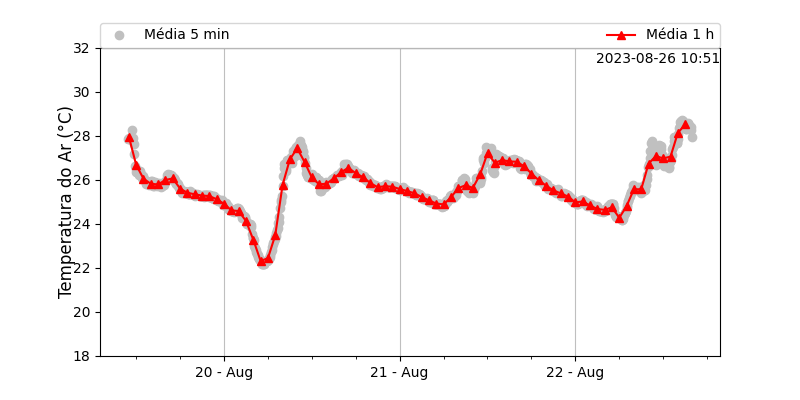 Média 5 min
Média 1 h
2023-08-26 10:51
Temperatura do Ar (°C)
32
30
28
26
24
22
20
18
20 - Aug
21 - Aug
22 - Aug